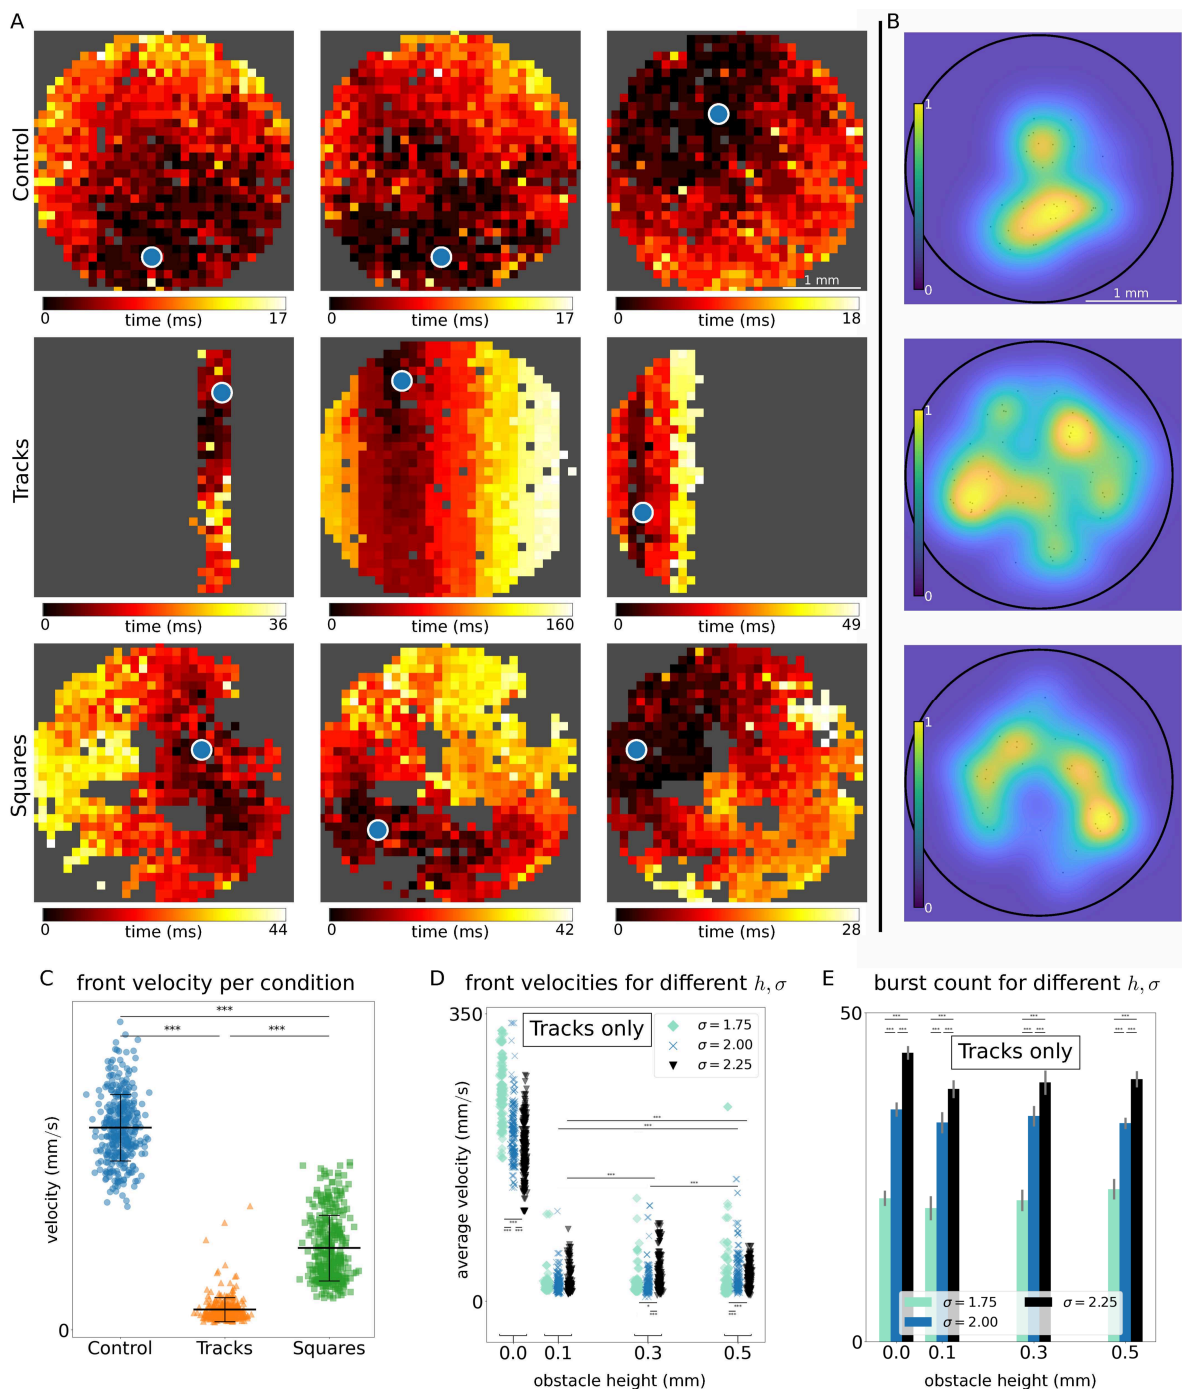 A
B
Control
1 mm
0 time (ms) 17
0 time (ms) 17
0 time (ms) 18
1
0
1 mm
Tracks
0 time (ms) 36
0 time (ms) 160
0 time (ms) 49
1
0
Squares
0 time (ms) 44
0 time (ms) 42
0 time (ms) 28
1
0
C front velocity per condition
***
*** ***
velocity (mm/s)
0
Control Tracks Squares
D front velocities for different h, σ
350
Tracks only
σ = 1.75
σ = 2.00
σ = 2.25
average velocity (mm/s)
***
***
***
***
***
*** ***
*
***
***
***
0
0.0 0.1 0.3 0.5
obstacle height (mm)
E burst count for different h, σ
50
*** *** *** ***
*** *** *** *** *** *** *** ***
Tracks only
σ = 1.75 σ = 2.25
σ = 2.00
0
0.0 0.1 0.3 0.5
obstacle height (mm)